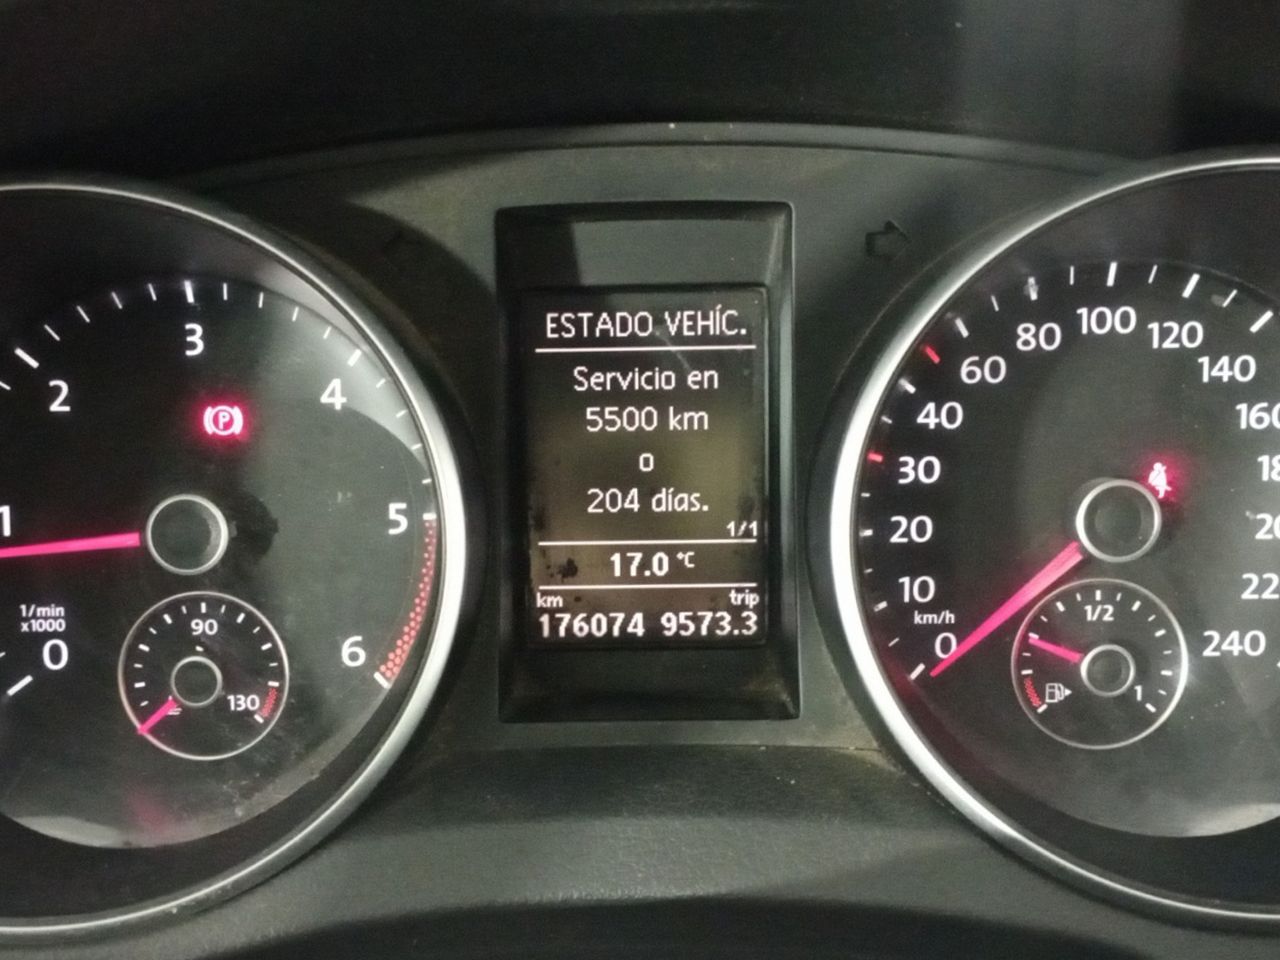 1
2
3
4
5
6
0
1/min
x1000
P
90
130
ESTADO VEHÍC.
Servicio en
5500 km
o
204 días.
1/1
17.0 °C
km trip
176074 9573.3
0
10
20
30
40
60
80
100
120
140
160
240
km/h
1/2
1